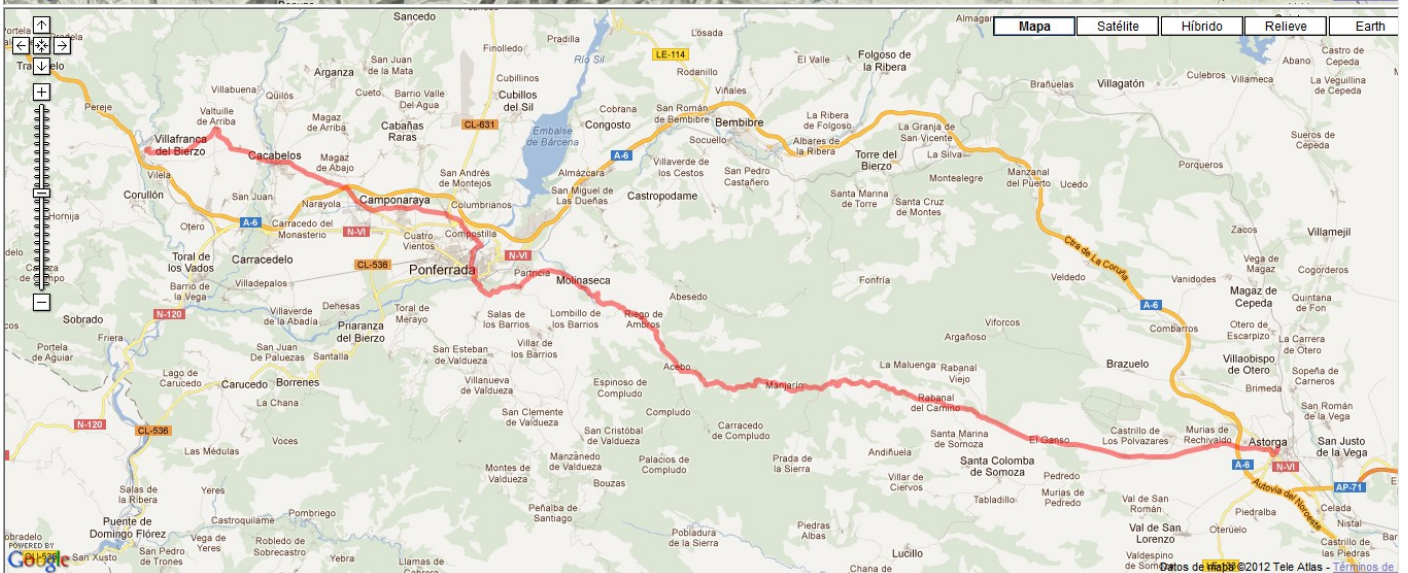 Sancedo
Almagar
Mapa
Satélite
Híbrido
Relieve
Earth
Pradilla
Losada
Finolledo
Río Sil
LE-114
El Valle
Folgoso de
la Ribera
Castro de
Cepeda
Abano
San Juan
de la Mata
Arganza
Rodanillo
Cubillinos
Brañuelas
Villagatón
Culebros
Villameca
La Veguillina
de Cepeda
Villabuena
Quilós
Cueto
Barrio Valle
Del Agua
Cubillos
del Sil
Viñales
Pereje
Valtuille
de Arriba
Magaz
de Arriba
Cabañas
Raras
CL-631
Embalse
de Bárcena
Cobrana
Congosto
San Román
de Bembibre
Bembibre
La Ribera
de Folgoso
La Granja de
San Vicente
Sueros de
Cepeda
Villafranca
del Bierzo
Cacabelos
Magaz
de Abajo
A-6
Socuello
Albares de
la Ribera
La Silva
Torre del
Bierzo
Villaverde de
los Cestos
Porqueros
Vilela
San Andrés
de Montejos
Almázcara
San Pedro
Castañero
Montealegre
Manzanal
del Puerto
Ucedo
Corullón
San Juan
Narayola
Camponaraya
Columbrianos
San Miguel de
Las Dueñas
Castropodame
Santa Marina
de Torre
Santa Cruz
de Montes
Hornija
Otero
A-6
Carracedo del
Monasterio
N-VI
Cuatro
Vientos
Compostilla
Zacos
Villamejil
Toral de
los Vados
Carracedelo
CL-536
Ponferrada
N-VI
Patricia
Molinaseca
Fonfría
Ctra de La Coruña
Veldedo
Vanidodes
Vega de
Magaz
Cogorderos
Barrio de
la Vega
Villadepalos
Abesedo
Magaz de
Cepeda
Quintana
de Fon
N-120
Villaverde
de la Abadía
Dehesas
Toral de
Merayo
Salas de
los Barrios
Lombillo de
los Barrios
Riego de
Ambros
A-6
Sobrado
Friera
Priaranza
del Bierzo
Viforcos
Argañoso
Combarros
Otero de
Escarpizo
La Carrera
de Otero
Portela
de Aguiar
San Juan
De Paluezas
Santalla
San Esteban
de Valdueza
Villar de
los Barrios
Brazuelo
Villaobispo
de Otero
Lago de
Carucedo
Carucedo
Borrenes
Villanueva
de Valdueza
Acebo
Espinoso de
Compludo
Manjarín
La Maluenga
Rabanal
Viejo
Sopeña de
Carneros
Brimeda
La Chana
Rabanal
del Camino
San Román
de la Vega
N-120
CL-536
San Clemente
de Valdueza
Compludo
Carracedo
de Compludo
Voces
San Cristóbal
de Valdueza
Santa Marina
de Somoza
El Ganso
Castrillo de
Los Polvazares
Murias de
Rechivaldo
Astorga
San Justo
de la Vega
Las Médulas
Manzanedo
de Valdueza
Palacios de
Compludo
Prada de
la Sierra
Andiñuela
Santa Colomba
de Somoza
A-6
N-VI
Montes de
Valdueza
Bouzas
Villar de
Ciervos
Pedredo
Murias de
Pedredo
AP-71
Autovía del Noroeste
Salas de
la Ribera
Yeres
Peñalba de
Santiago
Tabladillo
Val de San
Román
Piedralba
Celada
Puente de
Domingo Flórez
Castroquilame
Pombriego
Piedras
Albas
Nistal
Vega de
Yeres
Robledo de
Sobrecastro
Pobladura
de la Sierra
Val de San
Lorenzo
Oteruelo
Castrillo de
las Piedras
POWERED BY
Google
San Xusto
San Pedro
de Trones
Yebra
Llamas de
Lucillo
Valdespino
de Somoza
Datos de mapa ©2012 Tele Atlas - Términos de